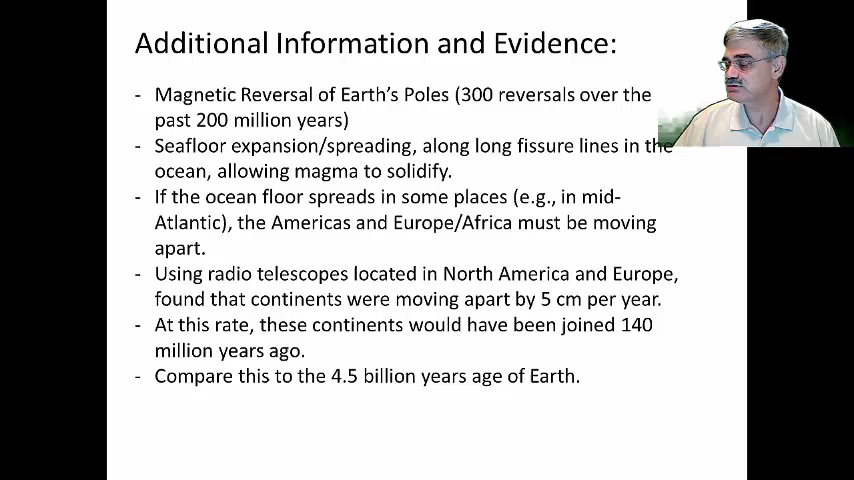 Additional Information and Evidence:
- Magnetic Reversal of Earth's Poles (300 reversals over the
past 200 million years)
- Seafloor expansion/spreading, along long fissure lines in the
ocean, allowing magma to solidify.
- If the ocean floor spreads in some places (e.g., in mid-
Atlantic), the Americas and Europe/Africa must be moving
apart.
- Using radio telescopes located in North America and Europe,
found that continents were moving apart by 5 cm per year.
- At this rate, these continents would have been joined 140
million years ago.
- Compare this to the 4.5 billion years age of Earth.